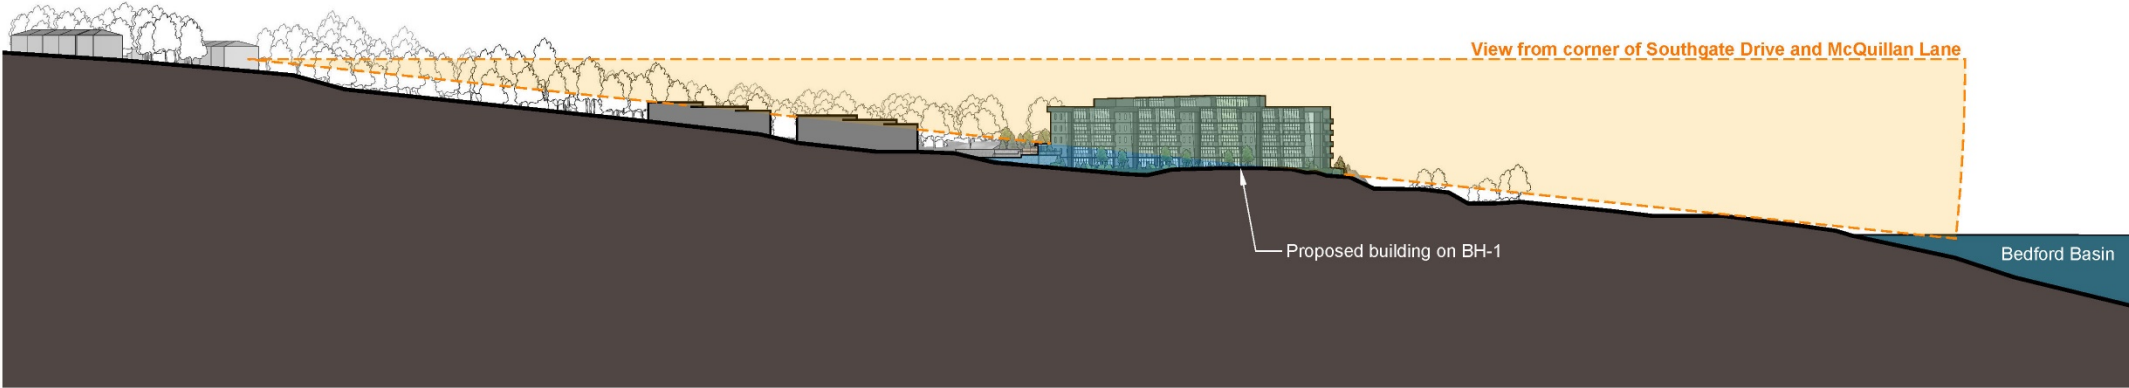 View from corner of Southgate Drive and McQuillan Lane
Proposed building on BH-1
Bedford Basin